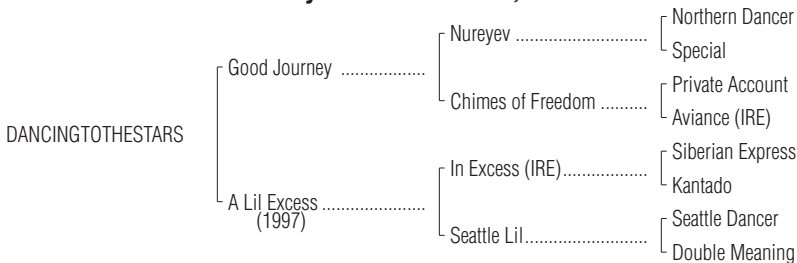 Northern Dancer
Nureyev ............................
Special
Good Journey ..................
Private Account
Chimes of Freedom ..........
Aviance (IRE)
DANCINGTOTHESTARS
Siberian Express
In Excess (IRE)..................
Kantado
A Lil Excess ......................
(1997)
Seattle Dancer
Seattle Lil..........................
Double Meaning